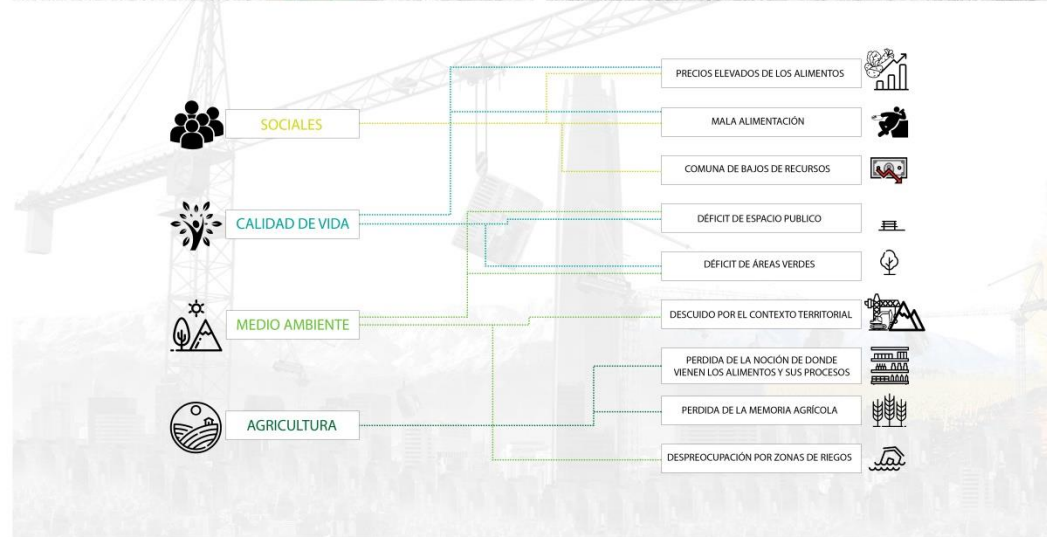 SOCIALES
CALIDAD DE VIDA
MEDIO AMBIENTE
AGRICULTURA
PRECIOS ELEVADOS DE LOS ALIMENTOS
MALA ALIMENTACIÓN
COMUNA DE BAJOS DE RECURSOS
DÉFICIT DE ESPACIO PUBLICO
DÉFICIT DE ÁREAS VERDES
DESCUIDO POR EL CONTEXTO TERRITORIAL
PERDIDA DE LA NOCIÓN DE DONDE
VIENEN LOS ALIMENTOS Y SUS PROCESOS
PERDIDA DE LA MEMORIA AGRÍCOLA
DESPREOCUPACIÓN POR ZONAS DE RIEGOS